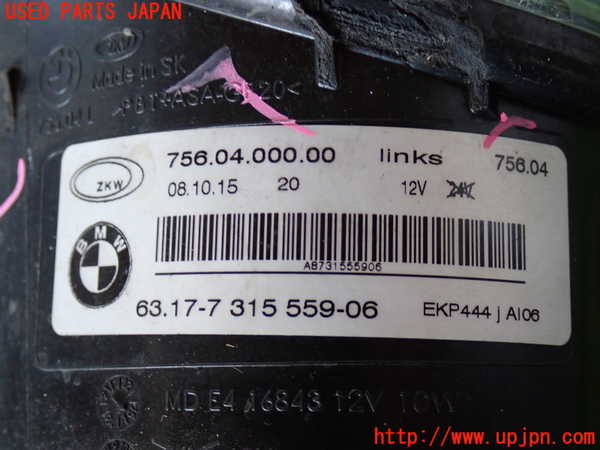 USED PARTS JAPAN
ZKW
Made in SK
756.04.000.00 links 756.04
ZKW
08.10.15 20 12V 24V
A8731555906
BMW
63.17-7 315 559-06 EKP444 j AI06
MD E4 16843 12V 10W
http://www.upjpn.com